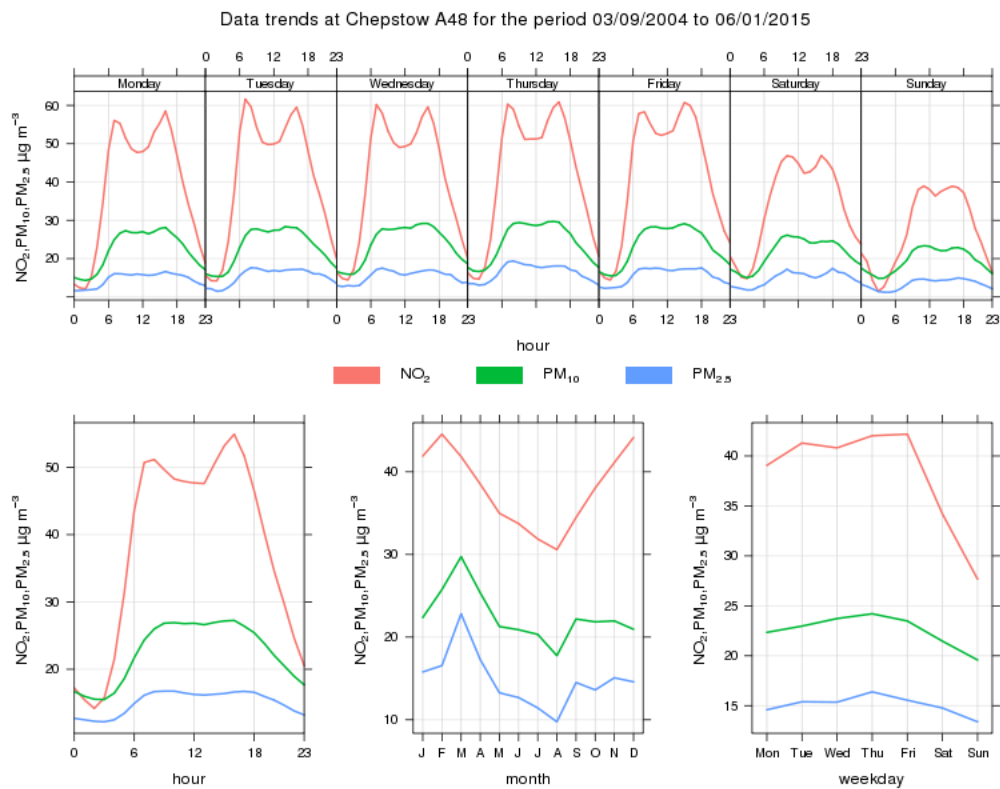 Data trends at Chepstow A48 for the period 03/09/2004 to 06/01/2015
0 6 12 18 23 0 6 12 18 23 0 6 12 18 23
Monday Tuesday Wednesday Thursday Friday Saturday Sunday
NO₂,PM₁₀,PM₂.₅ µg m⁻³
60
50
40
30
20
0 6 12 18 23 0 6 12 18 23 0 6 12 18 23 0 6 12 18 23
hour
NO₂ PM₁₀ PM₂.₅
NO₂,PM₁₀,PM₂.₅ µg m⁻³
50
40
30
20
0 6 12 18 23
hour
NO₂,PM₁₀,PM₂.₅ µg m⁻³
40
30
20
10
J F M A M J J A S O N D
month
NO₂,PM₁₀,PM₂.₅ µg m⁻³
40
35
30
25
20
15
Mon Tue Wed Thu Fri Sat Sun
weekday